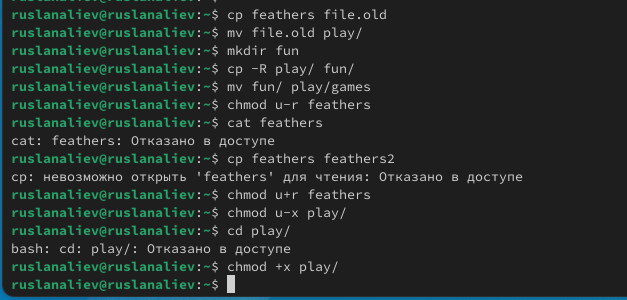 ruslanaliev@ruslanaliev:~$ cp feathers file.old
ruslanaliev@ruslanaliev:~$ mv file.old play/
ruslanaliev@ruslanaliev:~$ mkdir fun
ruslanaliev@ruslanaliev:~$ cp -R play/ fun/
ruslanaliev@ruslanaliev:~$ mv fun/ play/games
ruslanaliev@ruslanaliev:~$ chmod u-r feathers
ruslanaliev@ruslanaliev:~$ cat feathers
cat: feathers: Отказано в доступе
ruslanaliev@ruslanaliev:~$ cp feathers feathers2
cp: невозможно открыть 'feathers' для чтения: Отказано в доступе
ruslanaliev@ruslanaliev:~$ chmod u+r feathers
ruslanaliev@ruslanaliev:~$ chmod u-x play/
ruslanaliev@ruslanaliev:~$ cd play/
bash: cd: play/: Отказано в доступе
ruslanaliev@ruslanaliev:~$ chmod +x play/
ruslanaliev@ruslanaliev:~$